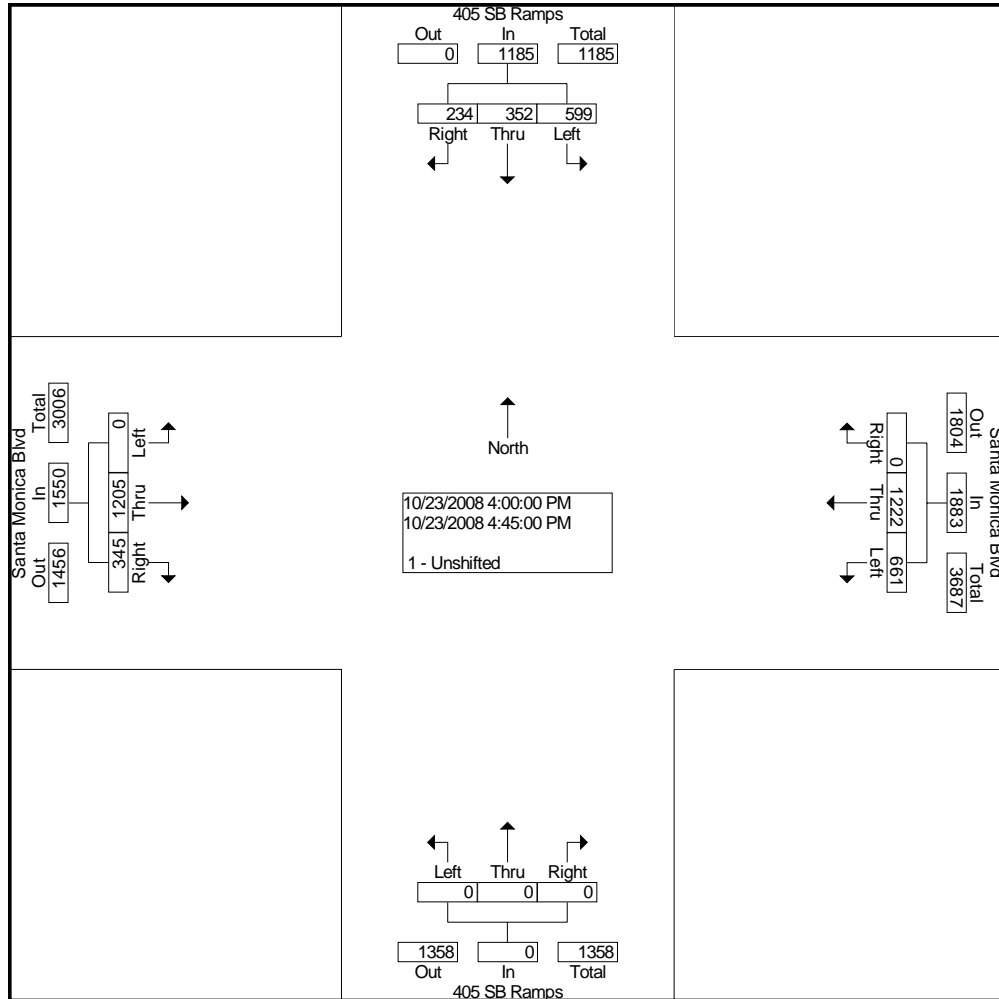 405 SB Ramps
Out In Total
0 1185 1185
234 352 599
Right Thru Left
Santa Monica Blvd
Total In Out
3006 1550 1456
0 1205 345
Left Thru Right
North
10/23/2008 4:00:00 PM
10/23/2008 4:45:00 PM
1 - Unshifted
Right Thru Left
0 1222 661
1804 1883 3687
Out In Total
Santa Monica Blvd
Left Thru Right
0 0 0
1358 0 1358
Out In Total
405 SB Ramps